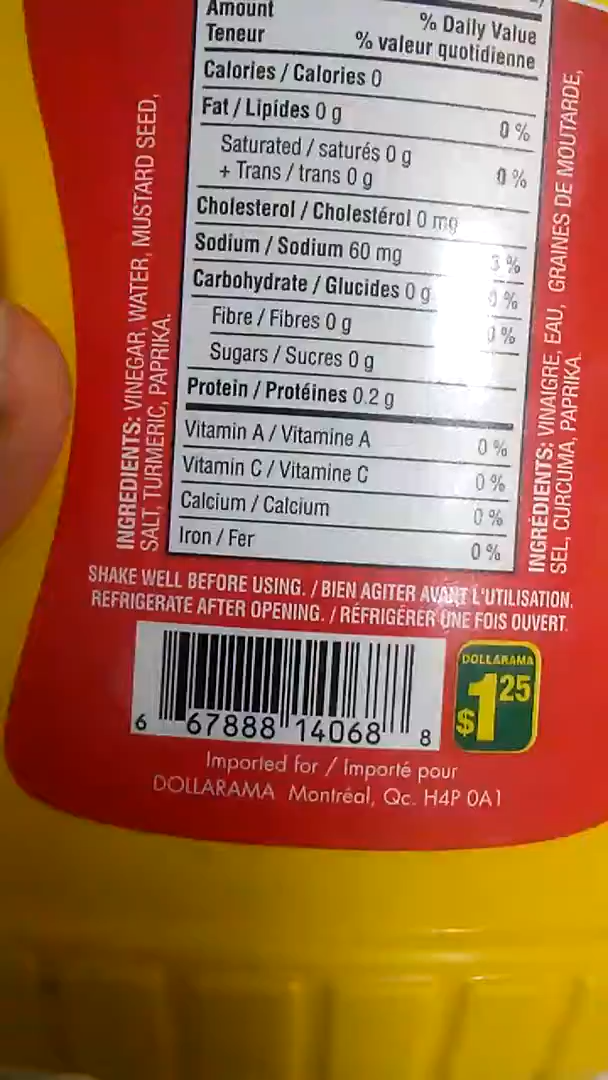 Amount
Teneur
% Daily Value
% valeur quotidienne
Calories / Calories 0
Fat / Lipides 0 g 0 %
Saturated / saturés 0 g
+ Trans / trans 0 g 0 %
Cholesterol / Cholestérol 0 mg
Sodium / Sodium 60 mg 3 %
Carbohydrate / Glucides 0 g 0 %
Fibre / Fibres 0 g 0 %
Sugars / Sucres 0 g
Protein / Protéines 0.2 g
Vitamin A / Vitamine A 0 %
Vitamin C / Vitamine C 0 %
Calcium / Calcium 0 %
Iron / Fer 0 %
INGREDIENTS: VINEGAR, WATER, MUSTARD SEED,
SALT, TURMERIC, PAPRIKA.
INGRÉDIENTS: VINAIGRE, EAU, GRAINES DE MOUTARDE,
SEL, CURCUMA, PAPRIKA.
SHAKE WELL BEFORE USING. / BIEN AGITER AVANT L'UTILISATION.
REFRIGERATE AFTER OPENING. / RÉFRIGÉRER UNE FOIS OUVERT.
6 67888 14068 8
DOLLARAMA
$1 25
Imported for / Importé pour
DOLLARAMA Montréal, Qc. H4P 0A1